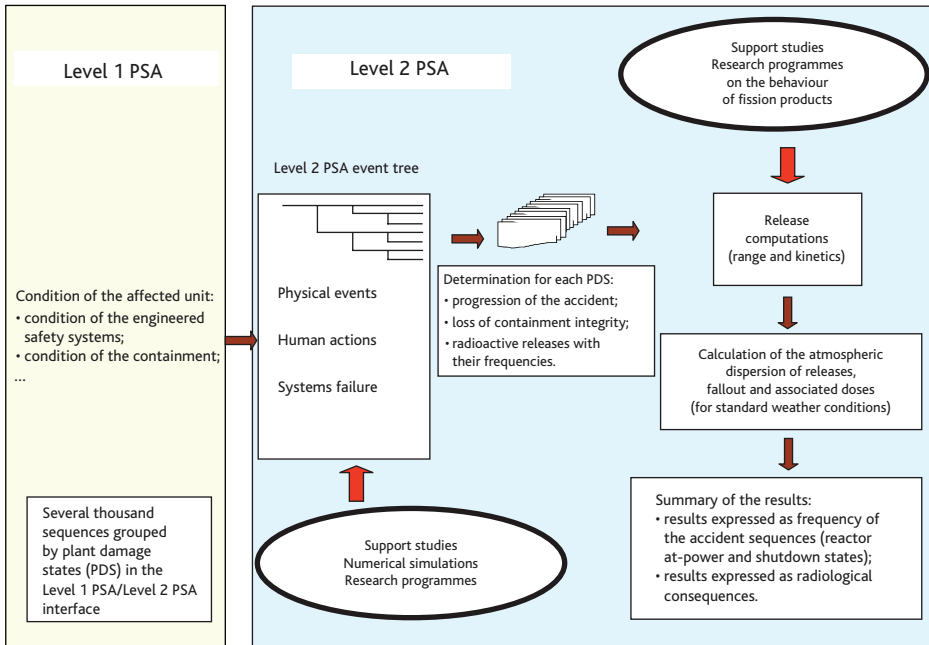 Level 1 PSA
Condition of the affected unit:
• condition of the engineered
safety systems;
• condition of the containment;
...
Several thousand
sequences grouped
by plant damage
states (PDS) in the
Level 1 PSA/Level 2 PSA
interface
Level 2 PSA
Level 2 PSA event tree
Physical events
Human actions
Systems failure
Support studies
Numerical simulations
Research programmes
Determination for each PDS:
• progression of the accident;
• loss of containment integrity;
• radioactive releases with
their frequencies.
Support studies
Research programmes
on the behaviour
of fission products
Release
computations
(range and kinetics)
Calculation of the atmospheric
dispersion of releases,
fallout and associated doses
(for standard weather conditions)
Summary of the results:
• results expressed as frequency of
the accident sequences (reactor
at-power and shutdown states);
• results expressed as radiological
consequences.